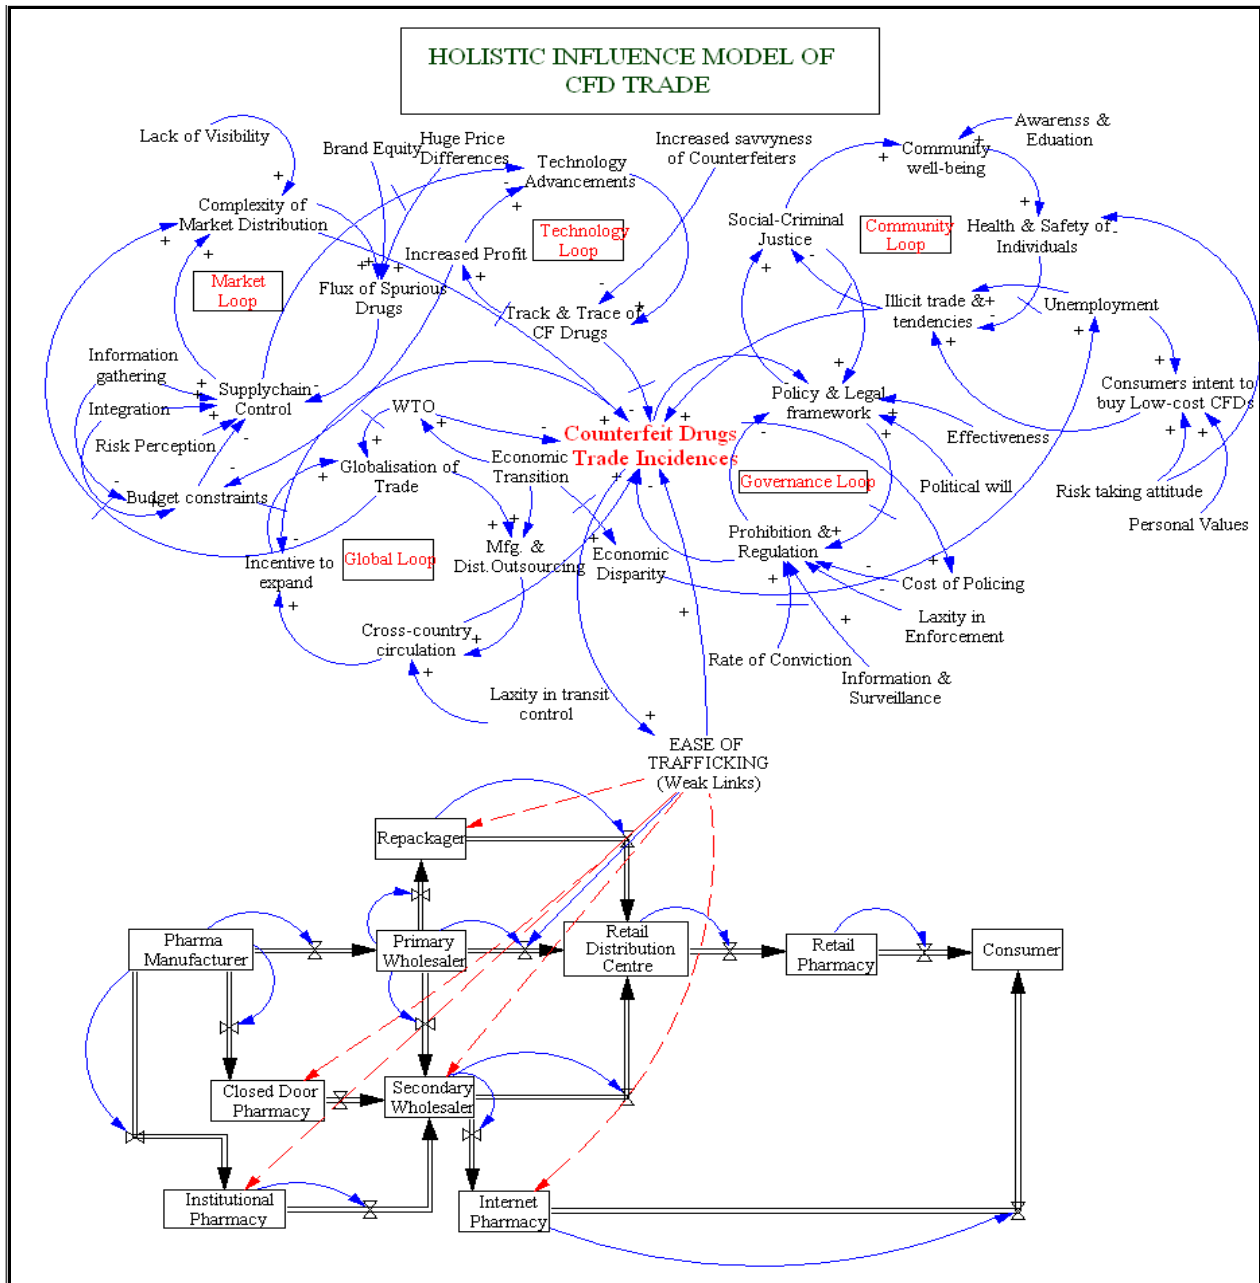 HOLISTIC INFLUENCE MODEL OF
CFD TRADE
Lack of Visibility
Brand Equity
Huge Price
Differences
Technology
Advancements
Increased savvyness
of Counterfeiters
Awarenss &
Eduation
Community
well-being
Complexity of
Market Distribution
Increased Profit
Technology
Loop
Social-Criminal
Justice
Community
Loop
Health & Safety of
Individuals
Market
Loop
Flux of Spurious
Drugs
Track & Trace of
CF Drugs
Illicit trade &
tendencies
Unemployment
Information
gathering
Integration
Risk Perception
Supplychain
Control
WTO
Policy & Legal
framework
Consumers intent to
buy Low-cost CFDs
Counterfeit Drugs
Trade Incidences
Effectiveness
Budget constraints
Globalisation of
Trade
Economic
Transition
Governance Loop
Political will
Risk taking attitude
Personal Values
Incentive to
expand
Global Loop
Mfg. &
Dist.Outsourcing
Economic
Disparity
Prohibition &
Regulation
Cost of Policing
Laxity in
Enforcement
Cross-country
circulation
Rate of Conviction
Information &
Surveillance
Laxity in transit
control
EASE OF
TRAFFICKING
(Weak Links)
Repackager
Pharma
Manufacturer
Primary
Wholesaler
Retail
Distribution
Centre
Retail
Pharmacy
Consumer
Closed Door
Pharmacy
Secondary
Wholesaler
Institutional
Pharmacy
Internet
Pharmacy